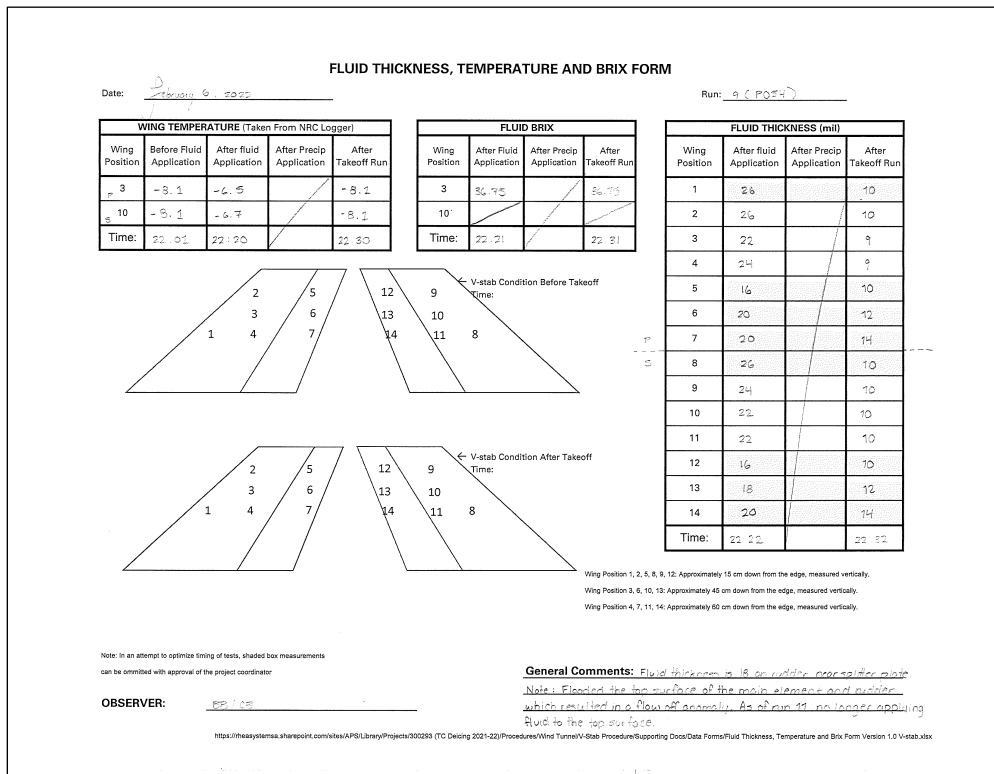 FLUID THICKNESS, TEMPERATURE AND BRIX FORM
Date: February 6, 2022
Run: 9 (P034)
WING TEMPERATURE (Taken From NRC Logger)
Wing Position Before Fluid Application After fluid Application After Precip Application After Takeoff Run
P 3 -8.1 -6.5 -8.1
S 10 -8.1 -6.7 -8.1
Time: 22:01 22:20 22:30
FLUID BRIX
Wing Position After Fluid Application After Precip Application After Takeoff Run
3 36.75 36.75
10
Time: 22:21 22:31
FLUID THICKNESS (mil)
Wing Position After fluid Application After Precip Application After Takeoff Run
1 26 10
2 26 10
3 22 9
4 24 9
5 16 10
6 20 12
P 7 20 14
S 8 26 10
9 24 10
10 22 10
11 22 10
12 16 10
13 18 12
14 20 14
Time: 22:22 22:32
← V-stab Condition Before Takeoff
Time:
2 5 12 9
3 6 13 10
1 4 7 14 11 8
← V-stab Condition After Takeoff
Time:
2 5 12 9
3 6 13 10
1 4 7 14 11 8
Wing Position 1, 2, 5, 8, 9, 12: Approximately 15 cm down from the edge, measured vertically.
Wing Position 3, 6, 10, 13: Approximately 45 cm down from the edge, measured vertically.
Wing Position 4, 7, 11, 14: Approximately 60 cm down from the edge, measured vertically.
Note: In an attempt to optimize timing of tests, shaded box measurements
can be ommitted with approval of the project coordinator
OBSERVER: BB / CB
General Comments: Fluid thickness is 18 on rudder near splitter plate
Note: Flooded the top surface of the main element and rudder
which resulted in a flow off anomaly. As of run 11 no longer applying
fluid to the top surface.
https://rheasystemsa.sharepoint.com/sites/APS/Library/Projects/300293 (TC Deicing 2021-22)/Procedures/Wind Tunnel/V-Stab Procedure/Supporting Docs/Data Forms/Fluid Thickness, Temperature and Brix Form Version 1.0 V-stab.xlsx